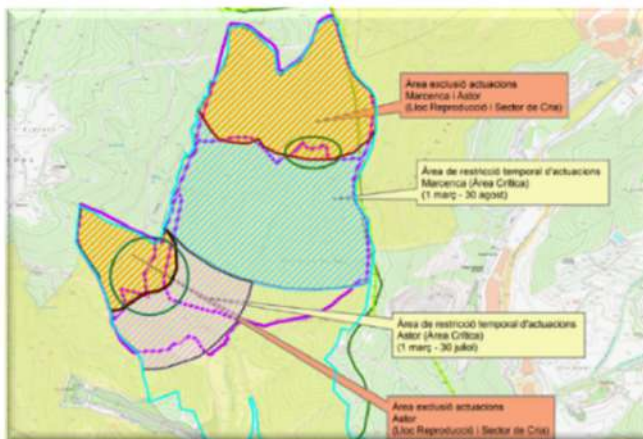 Àrea exclusió actuacions
Marcenca i Àstor
(Lloc Reproducció i Sector de Cria)
Àrea de restricció temporal d'actuacions
Marcenca (Àrea Crítica)
(1 març - 30 agost)
Àrea de restricció temporal d'actuacions
Astor (Àrea Crítica)
(1 març - 30 juliol)
Àrea exclusió actuacions
Astor
(Lloc Reproducció i Sector de Cria)